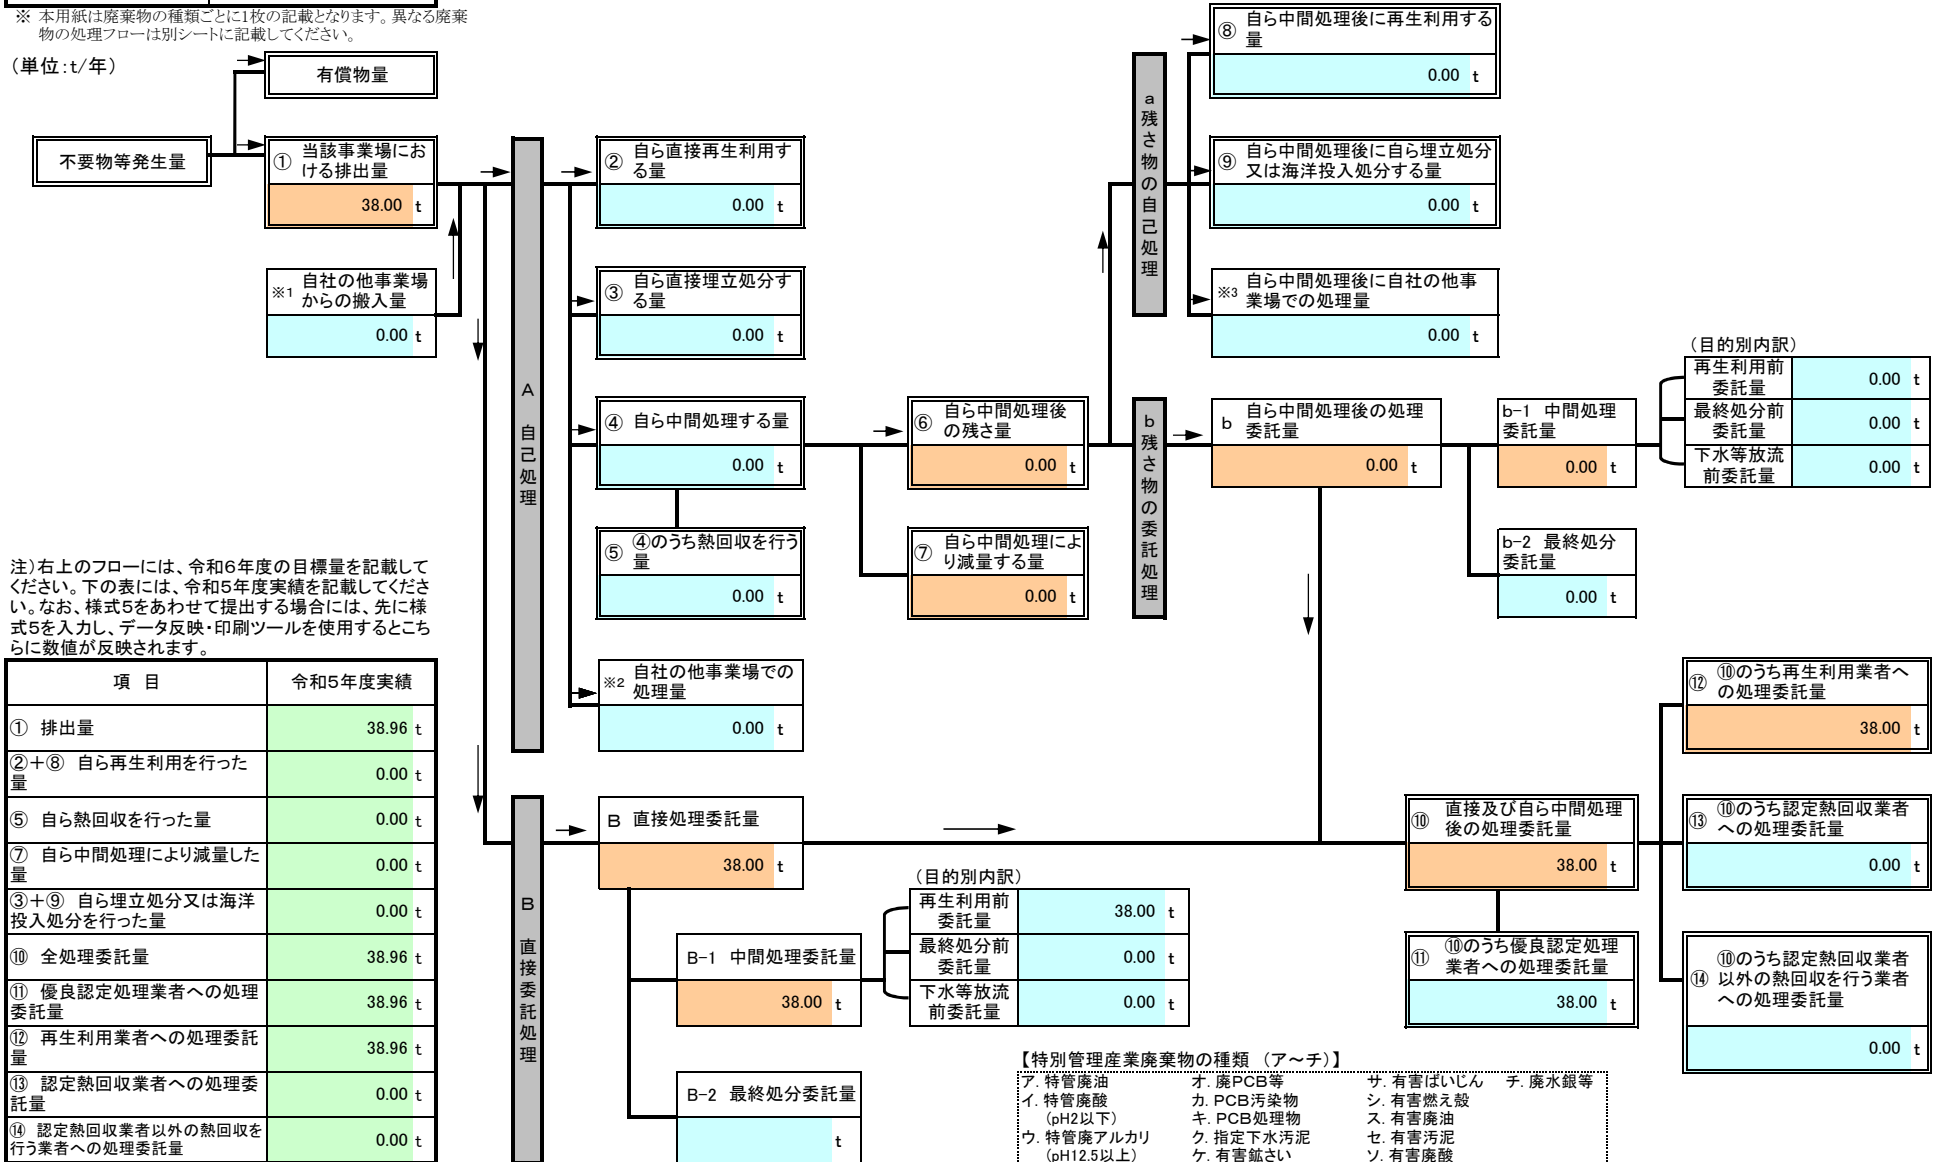 ※ 本用紙は廃棄物の種類ごとに1枚の記載となります。異なる廃棄
物の処理フローは別シートに記載してください。
（単位：t/年）
有償物量
不要物等発生量
① 当該事業場にお
ける排出量
38.00 t
※1 自社の他事業場
からの搬入量
0.00 t
A 自己処理
② 自ら直接再生利用す
る量
0.00 t
③ 自ら直接埋立処分す
る量
0.00 t
④ 自ら中間処理する量
0.00 t
⑤ ④のうち熱回収を行う
量
0.00 t
※2 自社の他事業場での
処理量
0.00 t
⑥ 自ら中間処理後
の残さ量
0.00 t
⑦ 自ら中間処理によ
り減量する量
0.00 t
a 残さ物の自己処理
⑧ 自ら中間処理後に再生利用する
量
0.00 t
⑨ 自ら中間処理後に自ら埋立処分
又は海洋投入処分する量
0.00 t
※3 自ら中間処理後に自社の他事
業場での処理量
0.00 t
b 残さ物の委託処理
b 自ら中間処理後の処理
委託量
0.00 t
b-1 中間処理
委託量
0.00 t
b-2 最終処分
委託量
0.00 t
（目的別内訳）
再生利用前
委託量 0.00 t
最終処分前
委託量 0.00 t
下水等放流
前委託量 0.00 t
注）右上のフローには、令和6年度の目標量を記載して
ください。下の表には、令和5年度実績を記載してくださ
い。なお、様式5をあわせて提出する場合には、先に様
式5を入力し、データ反映・印刷ツールを使用するとこち
らに数値が反映されます。
項 目 令和5年度実績
① 排出量 38.96 t
②＋⑧ 自ら再生利用を行った
量 0.00 t
⑤ 自ら熱回収を行った量 0.00 t
⑦ 自ら中間処理により減量した
量 0.00 t
③＋⑨ 自ら埋立処分又は海洋
投入処分を行った量 0.00 t
⑩ 全処理委託量 38.96 t
⑪ 優良認定処理業者への処理
委託量 38.96 t
⑫ 再生利用業者への処理委託
量 38.96 t
⑬ 認定熱回収業者への処理委
託量 0.00 t
⑭ 認定熱回収業者以外の熱回収を
行う業者への処理委託量 0.00 t
B 直接委託処理
B 直接処理委託量
38.00 t
B-1 中間処理委託量
38.00 t
B-2 最終処分委託量
t
（目的別内訳）
再生利用前
委託量 38.00 t
最終処分前
委託量 0.00 t
下水等放流
前委託量 0.00 t
⑩ 直接及び自ら中間処理
後の処理委託量
38.00 t
⑪ ⑩のうち優良認定処理
業者への処理委託量
38.00 t
⑫ ⑩のうち再生利用業者へ
の処理委託量
38.00 t
⑬ ⑩のうち認定熱回収業者
への処理委託量
0.00 t
⑭ ⑩のうち認定熱回収業者
以外の熱回収を行う業者
への処理委託量
0.00 t
【特別管理産業廃棄物の種類 （ア～チ）】
ア. 特管廃油 オ. 廃PCB等 サ. 有害ばいじん チ. 廃水銀等
イ. 特管廃酸 カ. PCB汚染物 シ. 有害燃え殻
(pH2以下) キ. PCB処理物 ス. 有害廃油
ウ. 特管廃アルカリ ク. 指定下水汚泥 セ. 有害汚泥
(pH12.5以上) ケ. 有害鉱さい ソ. 有害廃酸